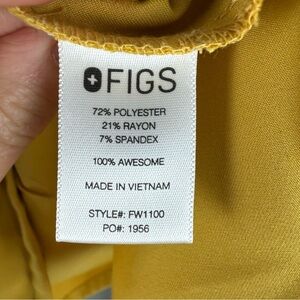 FIGS
72% POLYESTER
21% RAYON
7% SPANDEX
100% AWESOME
MADE IN VIETNAM
STYLE#: FW1100
PO#: 1956